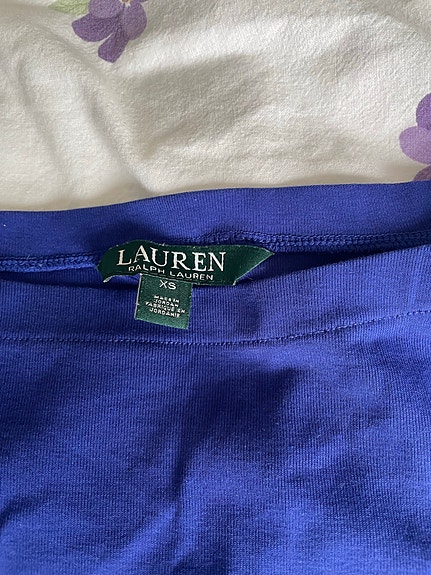 LAUREN
RALPH LAUREN
XS
MADE IN
JORDAN
FABRIQUÉ EN
JORDANIE